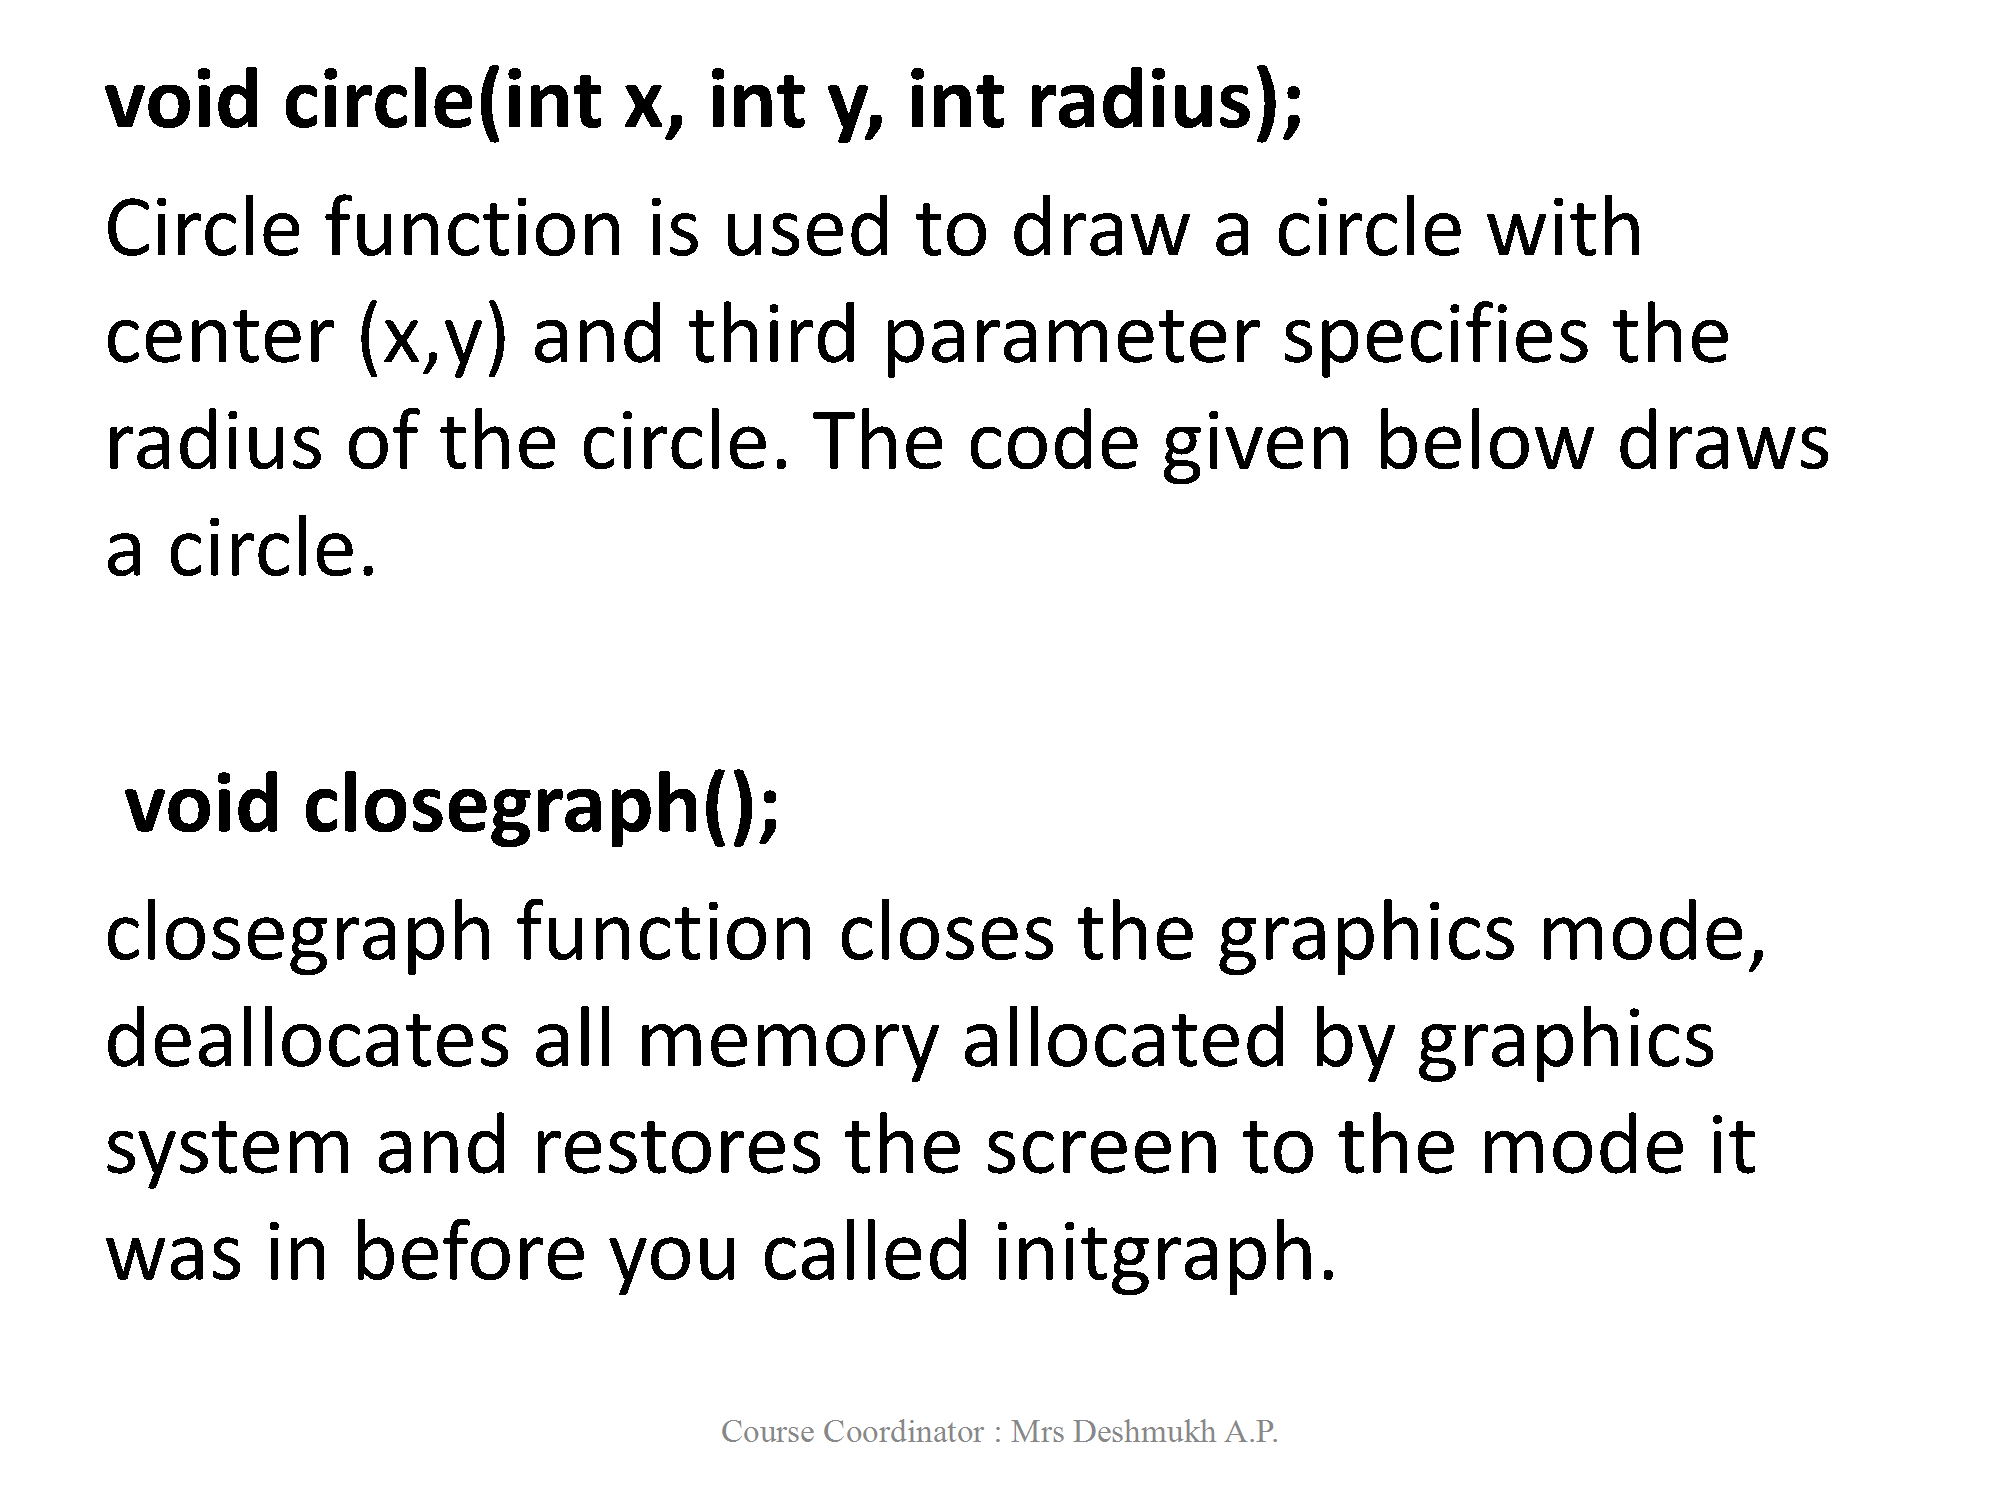 void circle(int x, int y, int radius);
Circle function is used to draw a circle with
center (x,y) and third parameter specifies the
radius of the circle. The code given below draws
a circle.
void closegraph();
closegraph function closes the graphics mode,
deallocates all memory allocated by graphics
system and restores the screen to the mode it
was in before you called initgraph.
Course Coordinator : Mrs Deshmukh A.P.